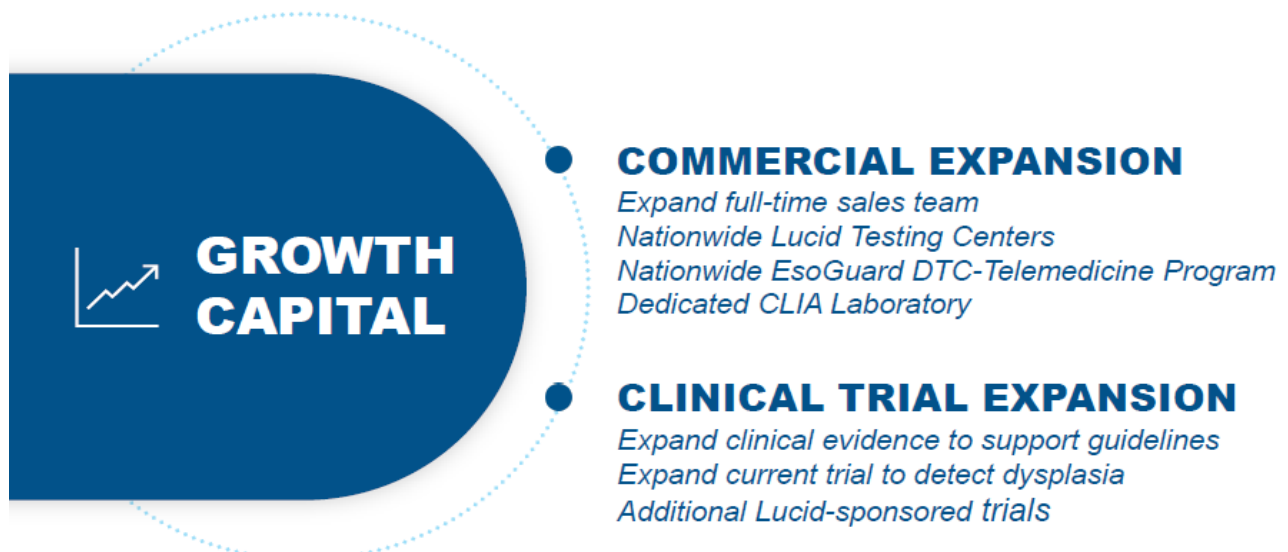 GROWTH
CAPITAL
COMMERCIAL EXPANSION
Expand full-time sales team
Nationwide Lucid Testing Centers
Nationwide EsoGuard DTC-Telemedicine Program
Dedicated CLIA Laboratory
CLINICAL TRIAL EXPANSION
Expand clinical evidence to support guidelines
Expand current trial to detect dysplasia
Additional Lucid-sponsored trials